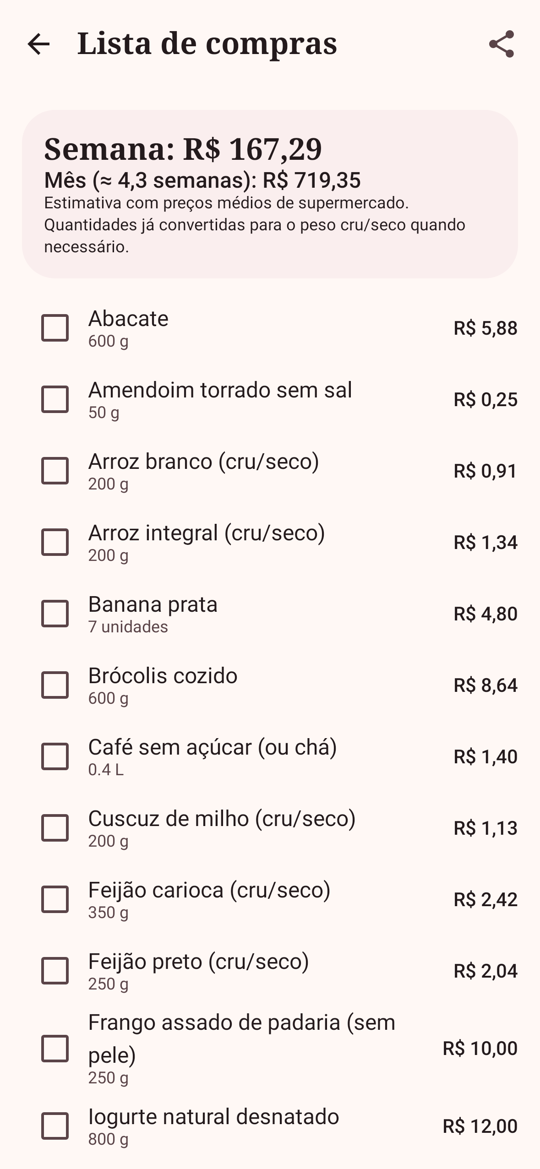 Lista de compras
Semana: R$ 167,29
Mês (≈ 4,3 semanas): R$ 719,35
Estimativa com preços médios de supermercado.
Quantidades já convertidas para o peso cru/seco quando
necessário.
Abacate
600 g
R$ 5,88
Amendoim torrado sem sal
50 g
R$ 0,25
Arroz branco (cru/seco)
200 g
R$ 0,91
Arroz integral (cru/seco)
200 g
R$ 1,34
Banana prata
7 unidades
R$ 4,80
Brócolis cozido
600 g
R$ 8,64
Café sem açúcar (ou chá)
0.4 L
R$ 1,40
Cuscuz de milho (cru/seco)
200 g
R$ 1,13
Feijão carioca (cru/seco)
350 g
R$ 2,42
Feijão preto (cru/seco)
250 g
R$ 2,04
Frango assado de padaria (sem
pele)
250 g
R$ 10,00
Iogurte natural desnatado
800 g
R$ 12,00